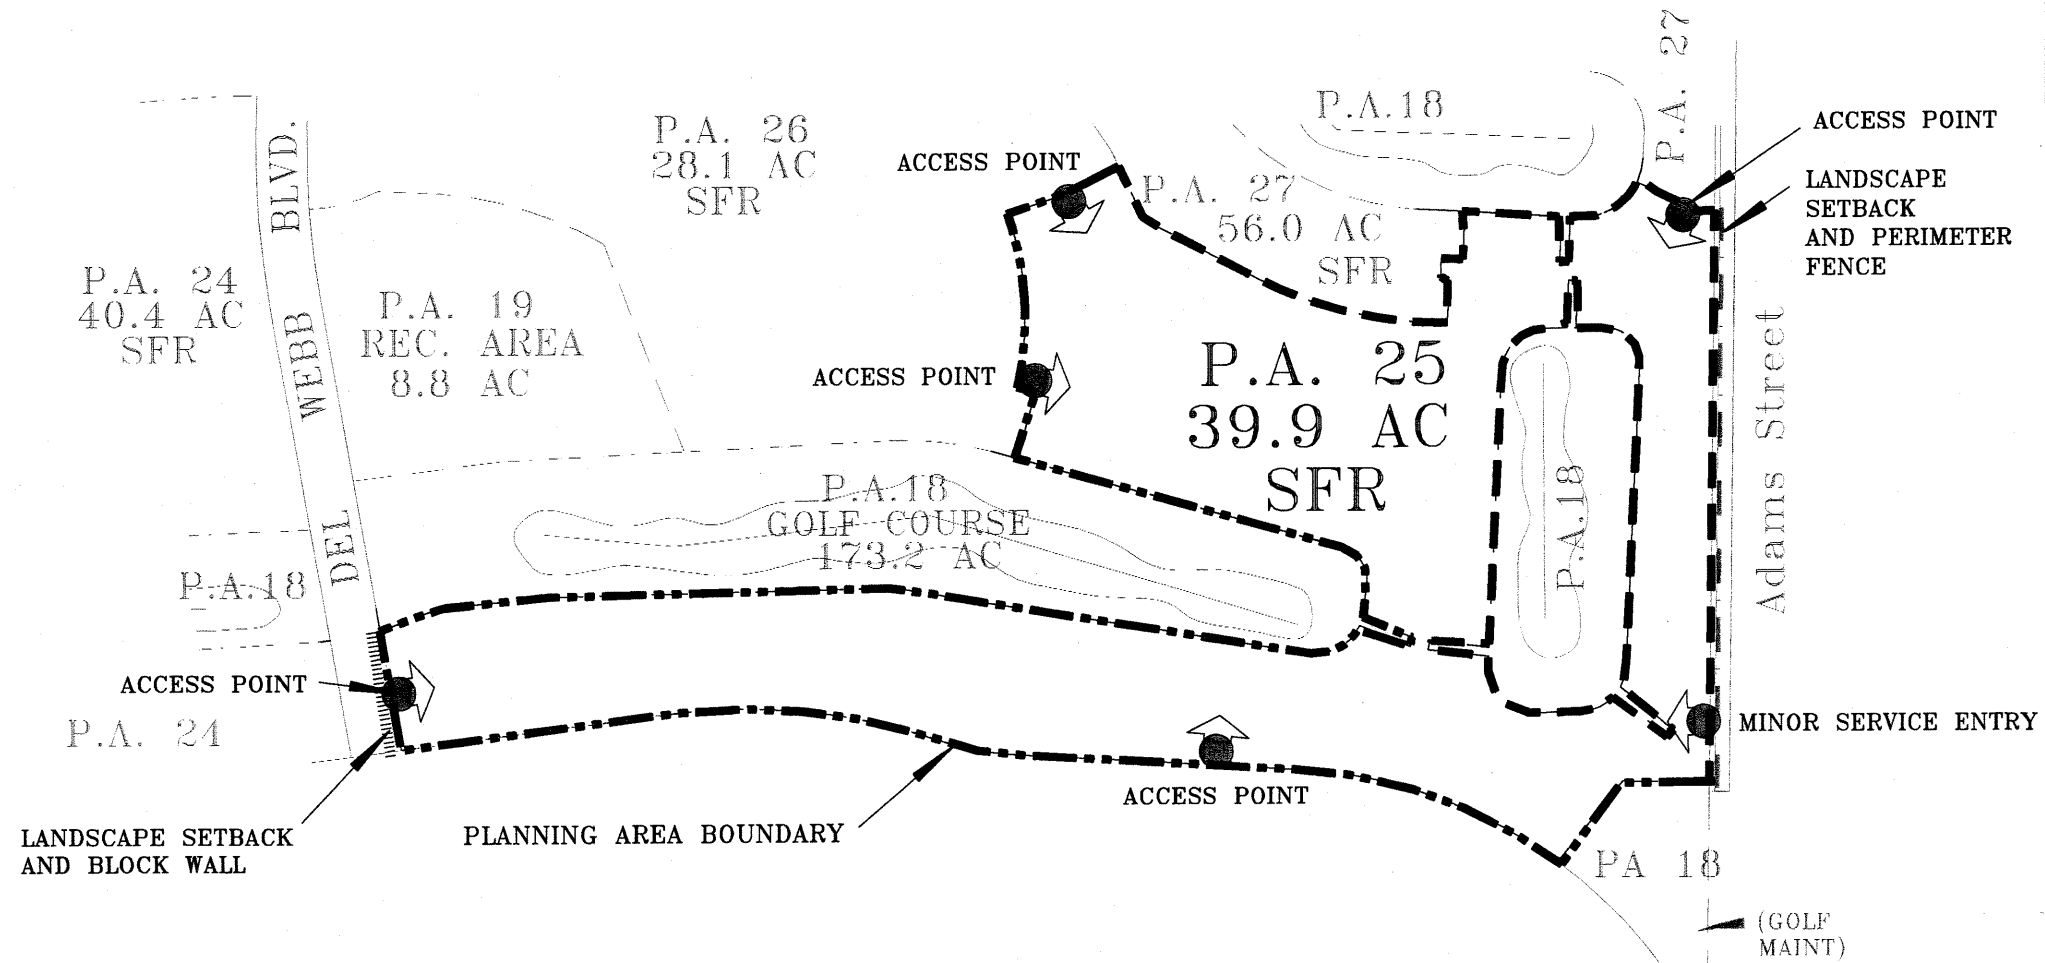 P.A. 27
P.A.18
ACCESS POINT
P.A. 26
28.1 AC
SFR
ACCESS POINT
P.A. 27
56.0 AC
SFR
LANDSCAPE
SETBACK
AND PERIMETER
FENCE
DEL WEBB BLVD.
P.A. 24
40.4 AC
SFR
P.A. 19
REC. AREA
8.8 AC
ACCESS POINT
P.A. 25
39.9 AC
SFR
Adams Street
P.A.18
GOLF COURSE
173.2 AC
P.A.18
P.A.18
ACCESS POINT
P.A. 24
MINOR SERVICE ENTRY
ACCESS POINT
LANDSCAPE SETBACK
AND BLOCK WALL
PLANNING AREA BOUNDARY
PA 18
(GOLF
MAINT)